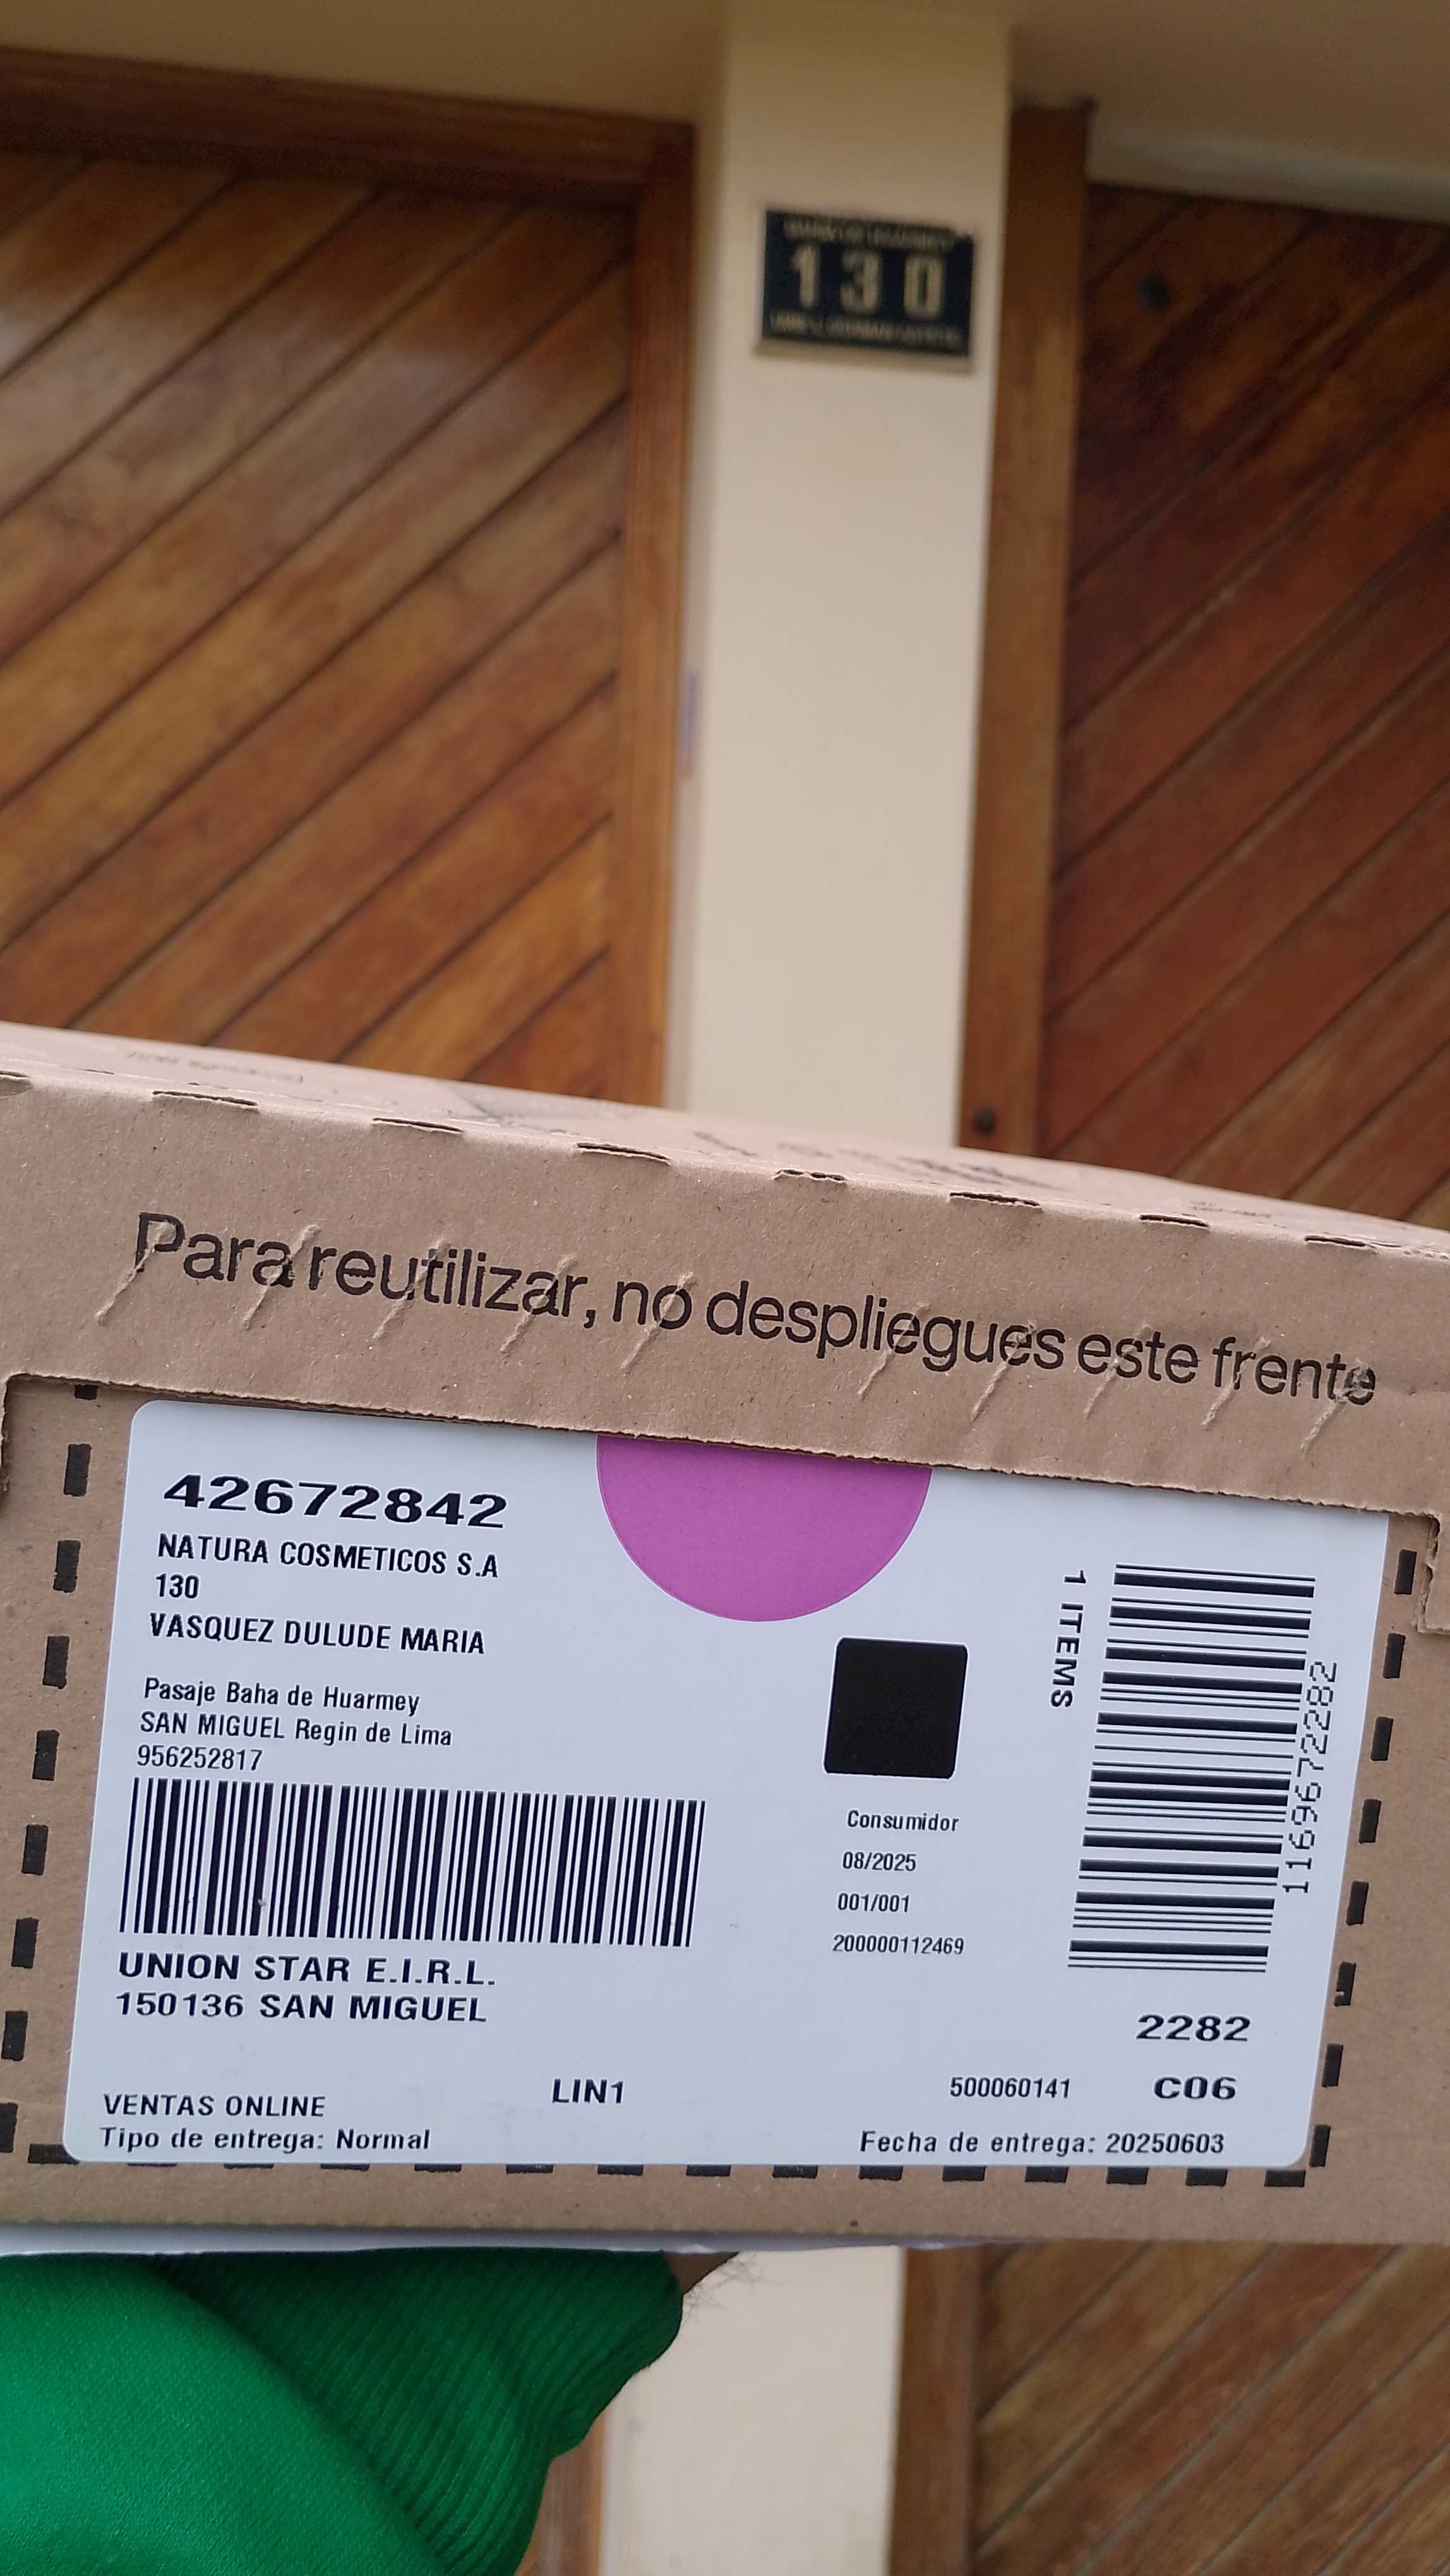 130
Para reutilizar, no despliegues este frente
42672842
NATURA COSMETICOS S.A
130
VASQUEZ DULUDE MARIA
Pasaje Baha de Huarmey
SAN MIGUEL Regin de Lima
956252817
UNION STAR E.I.R.L.
150136 SAN MIGUEL
VENTAS ONLINE
Tipo de entrega: Normal
LIN1
Consumidor
08/2025
001/001
200000112469
1 ITEMS
1169672282
2282
500060141 C06
Fecha de entrega: 20250603